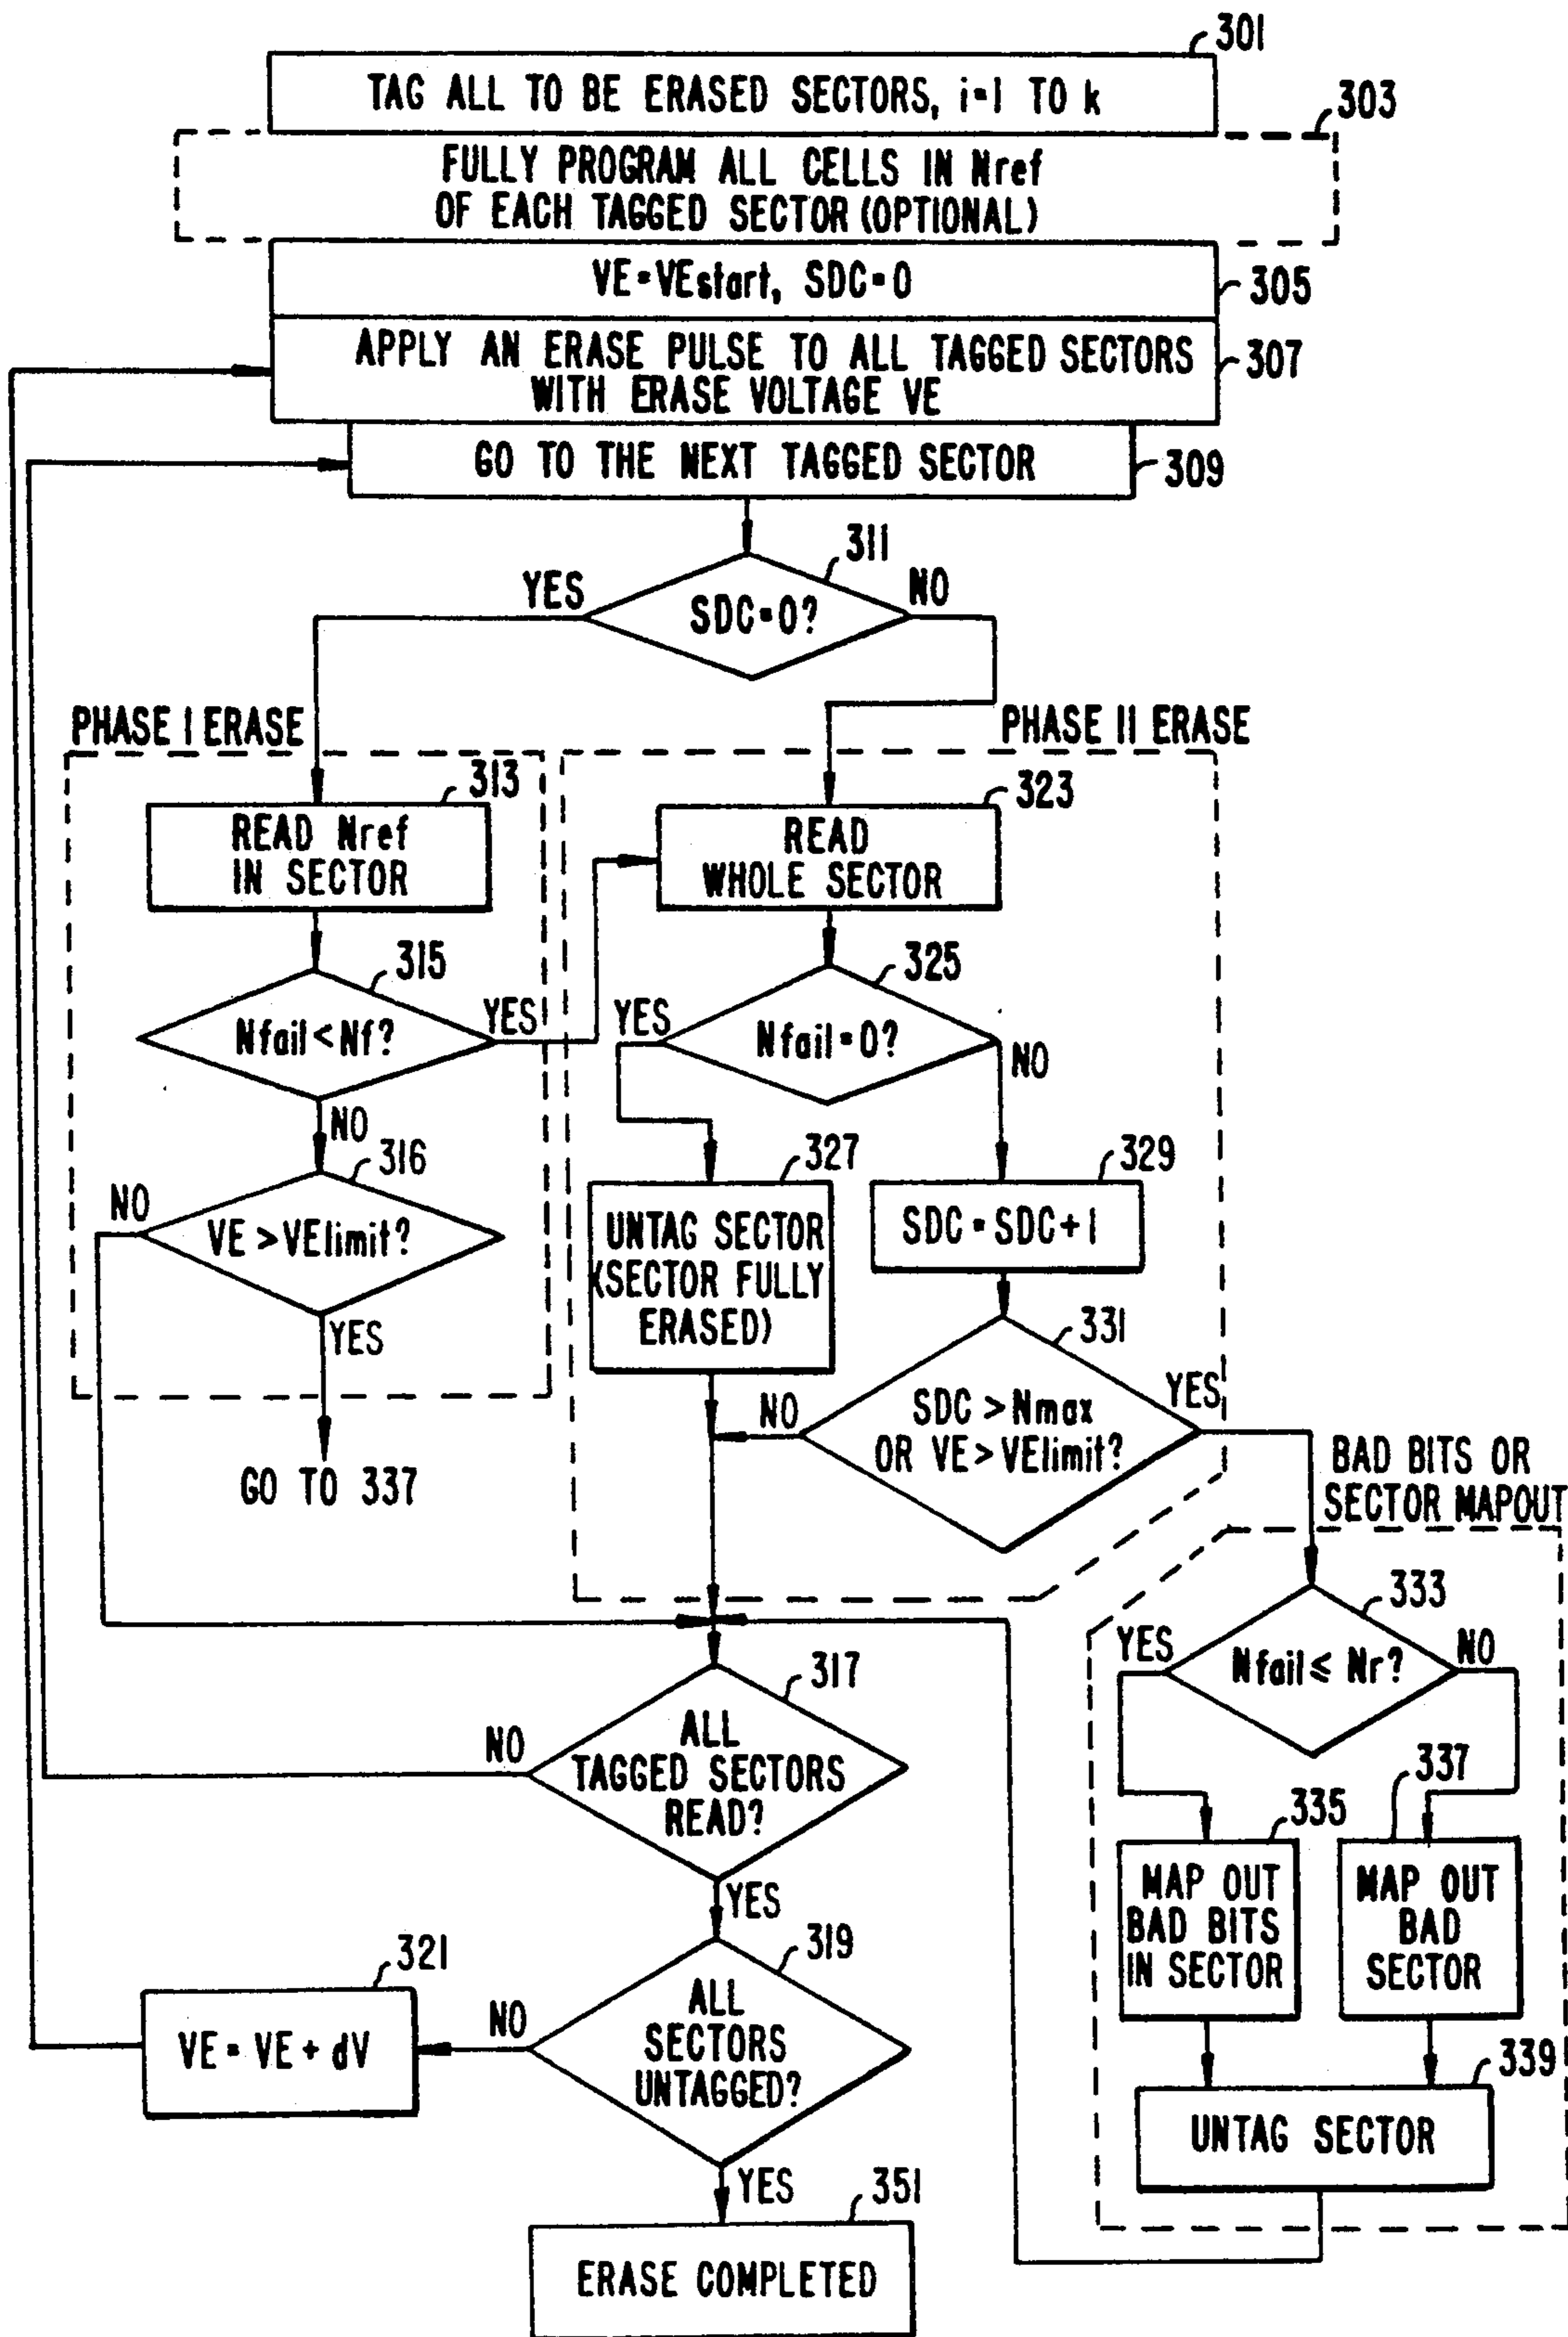 301
TAG ALL TO BE ERASED SECTORS, i=1 TO k
303
FULLY PROGRAM ALL CELLS IN Nref
OF EACH TAGGED SECTOR (OPTIONAL)
VE=VEstart, SDC=0
305
APPLY AN ERASE PULSE TO ALL TAGGED SECTORS
WITH ERASE VOLTAGE VE
307
GO TO THE NEXT TAGGED SECTOR
309
311
YES
SDC=0?
NO
PHASE I ERASE
PHASE II ERASE
313
READ Nref
IN SECTOR
323
READ
WHOLE SECTOR
315
Nfail<Nf?
YES
NO
325
YES
Nfail=0?
NO
316
NO
VE>VElimit?
YES
GO TO 337
327
UNTAG SECTOR
(SECTOR FULLY
ERASED)
329
SDC=SDC+1
331
NO
SDC>Nmax
OR VE>VElimit?
YES
BAD BITS OR
SECTOR MAPOUT
333
YES
Nfail≤Nr?
NO
317
NO
ALL
TAGGED SECTORS
READ?
YES
335
MAP OUT
BAD BITS
IN SECTOR
337
MAP OUT
BAD
SECTOR
319
NO
ALL
SECTORS
UNTAGGED?
YES
321
VE=VE+dV
339
UNTAG SECTOR
351
ERASE COMPLETED